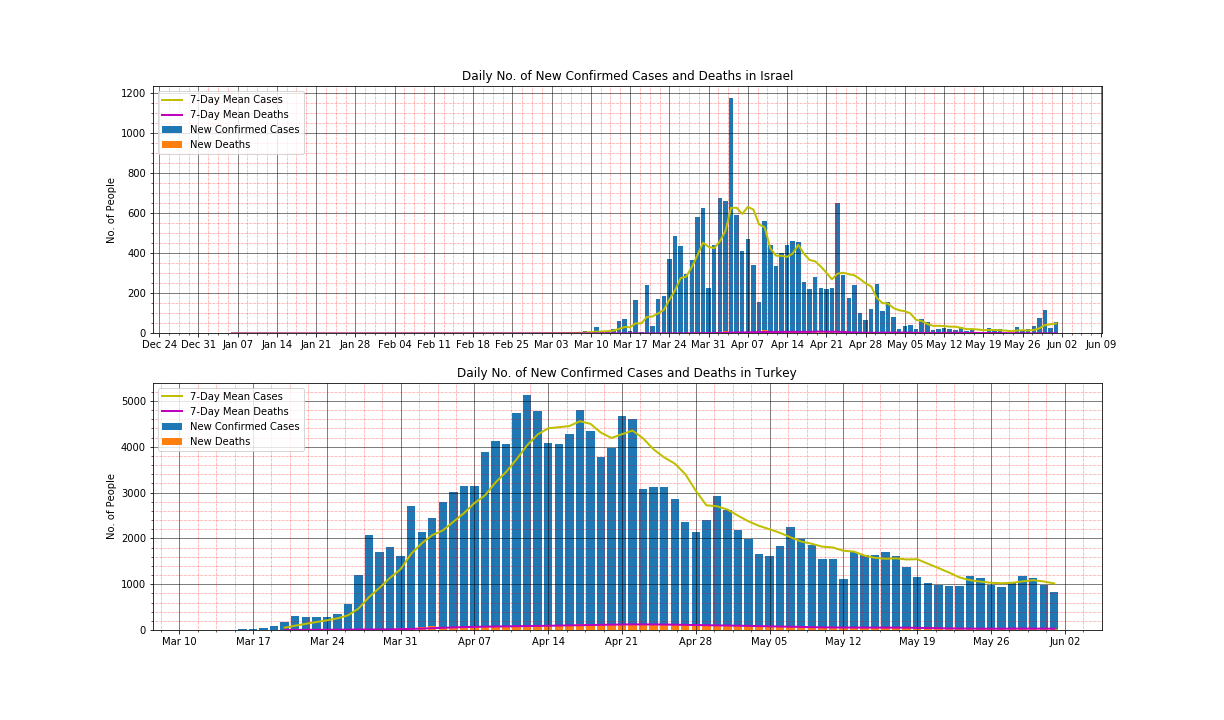 Daily No. of New Confirmed Cases and Deaths in Israel
7-Day Mean Cases
7-Day Mean Deaths
New Confirmed Cases
New Deaths
No. of People
1200
1000
800
600
400
200
0
Dec 24 Dec 31 Jan 07 Jan 14 Jan 21 Jan 28 Feb 04 Feb 11 Feb 18 Feb 25 Mar 03 Mar 10 Mar 17 Mar 24 Mar 31 Apr 07 Apr 14 Apr 21 Apr 28 May 05 May 12 May 19 May 26 Jun 02 Jun 09
Daily No. of New Confirmed Cases and Deaths in Turkey
7-Day Mean Cases
7-Day Mean Deaths
New Confirmed Cases
New Deaths
No. of People
5000
4000
3000
2000
1000
0
Mar 10 Mar 17 Mar 24 Mar 31 Apr 07 Apr 14 Apr 21 Apr 28 May 05 May 12 May 19 May 26 Jun 02